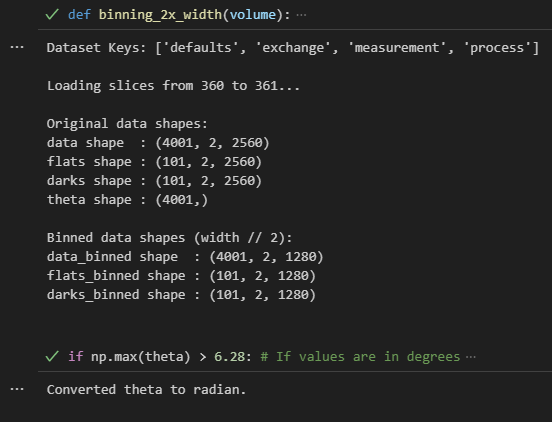 def binning_2x_width(volume): ...
Dataset Keys: ['defaults', 'exchange', 'measurement', 'process']
Loading slices from 360 to 361...
Original data shapes:
data shape  : (4001, 2, 2560)
flats shape : (101, 2, 2560)
darks shape : (101, 2, 2560)
theta shape : (4001,)
Binned data shapes (width // 2):
data_binned shape  : (4001, 2, 1280)
flats_binned shape : (101, 2, 1280)
darks_binned shape : (101, 2, 1280)
if np.max(theta) > 6.28: # If values are in degrees ...
Converted theta to radian.